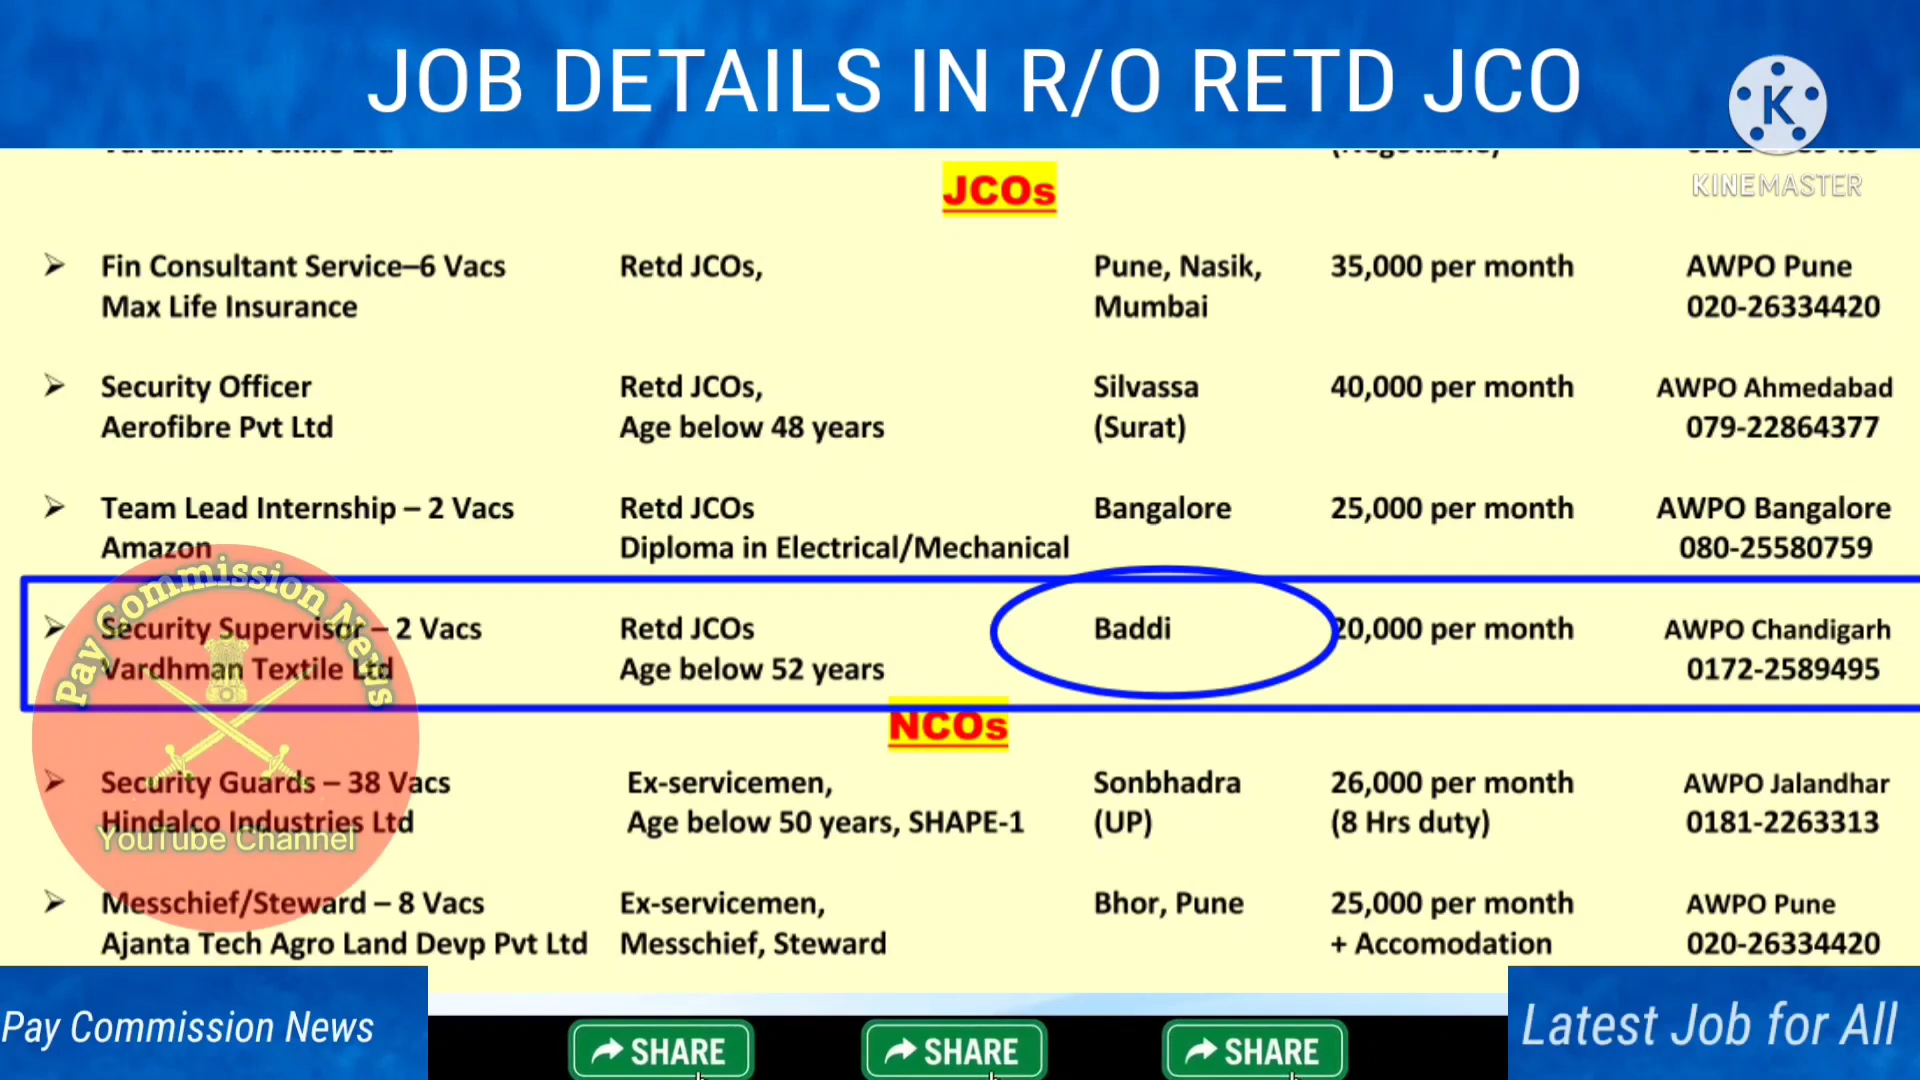 JOB DETAILS IN R/O RETD JCO
K
KINEMASTER
JCOs
Fin Consultant Service–6 Vacs Retd JCOs, Pune, Nasik, 35,000 per month AWPO Pune
Max Life Insurance Mumbai 020-26334420
Security Officer Retd JCOs, Silvassa 40,000 per month AWPO Ahmedabad
Aerofibre Pvt Ltd Age below 48 years (Surat) 079-22864377
Team Lead Internship – 2 Vacs Retd JCOs Bangalore 25,000 per month AWPO Bangalore
Amazon Diploma in Electrical/Mechanical 080-25580759
Security Supervisor – 2 Vacs Retd JCOs Baddi 20,000 per month AWPO Chandigarh
Vardhman Textile Ltd Age below 52 years 0172-2589495
NCOs
Security Guards – 38 Vacs Ex-servicemen, Sonbhadra 26,000 per month AWPO Jalandhar
Hindalco Industries Ltd Age below 50 years, SHAPE-1 (UP) (8 Hrs duty) 0181-2263313
Messchief/Steward – 8 Vacs Ex-servicemen, Bhor, Pune 25,000 per month AWPO Pune
Ajanta Tech Agro Land Devp Pvt Ltd Messchief, Steward + Accomodation 020-26334420
Pay Commission News
YouTube Channel
Pay Commission News
SHARE SHARE SHARE
Latest Job for All